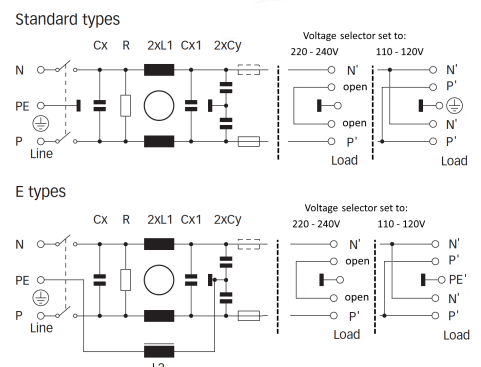 Standard types
Cx R 2xL1 Cx1 2xCy
Voltage selector set to:
220 - 240V 110 - 120V
N N' N'
open P'
PE
open N'
P P' P'
Line Load Load
E types
Cx R 2xL1 Cx1 2xCy
Voltage selector set to:
220 - 240V 110 - 120V
N N' N'
open P'
PE PE'
open N'
P P' P'
Line Load Load
L2